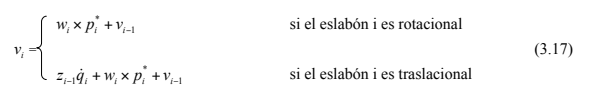 v_i = { w_i × p_i^* + v_{i-1} si el eslabón i es rotacional
z_{i-1} q̇_i + w_i × p_i^* + v_{i-1} si el eslabón i es traslacional
(3.17)